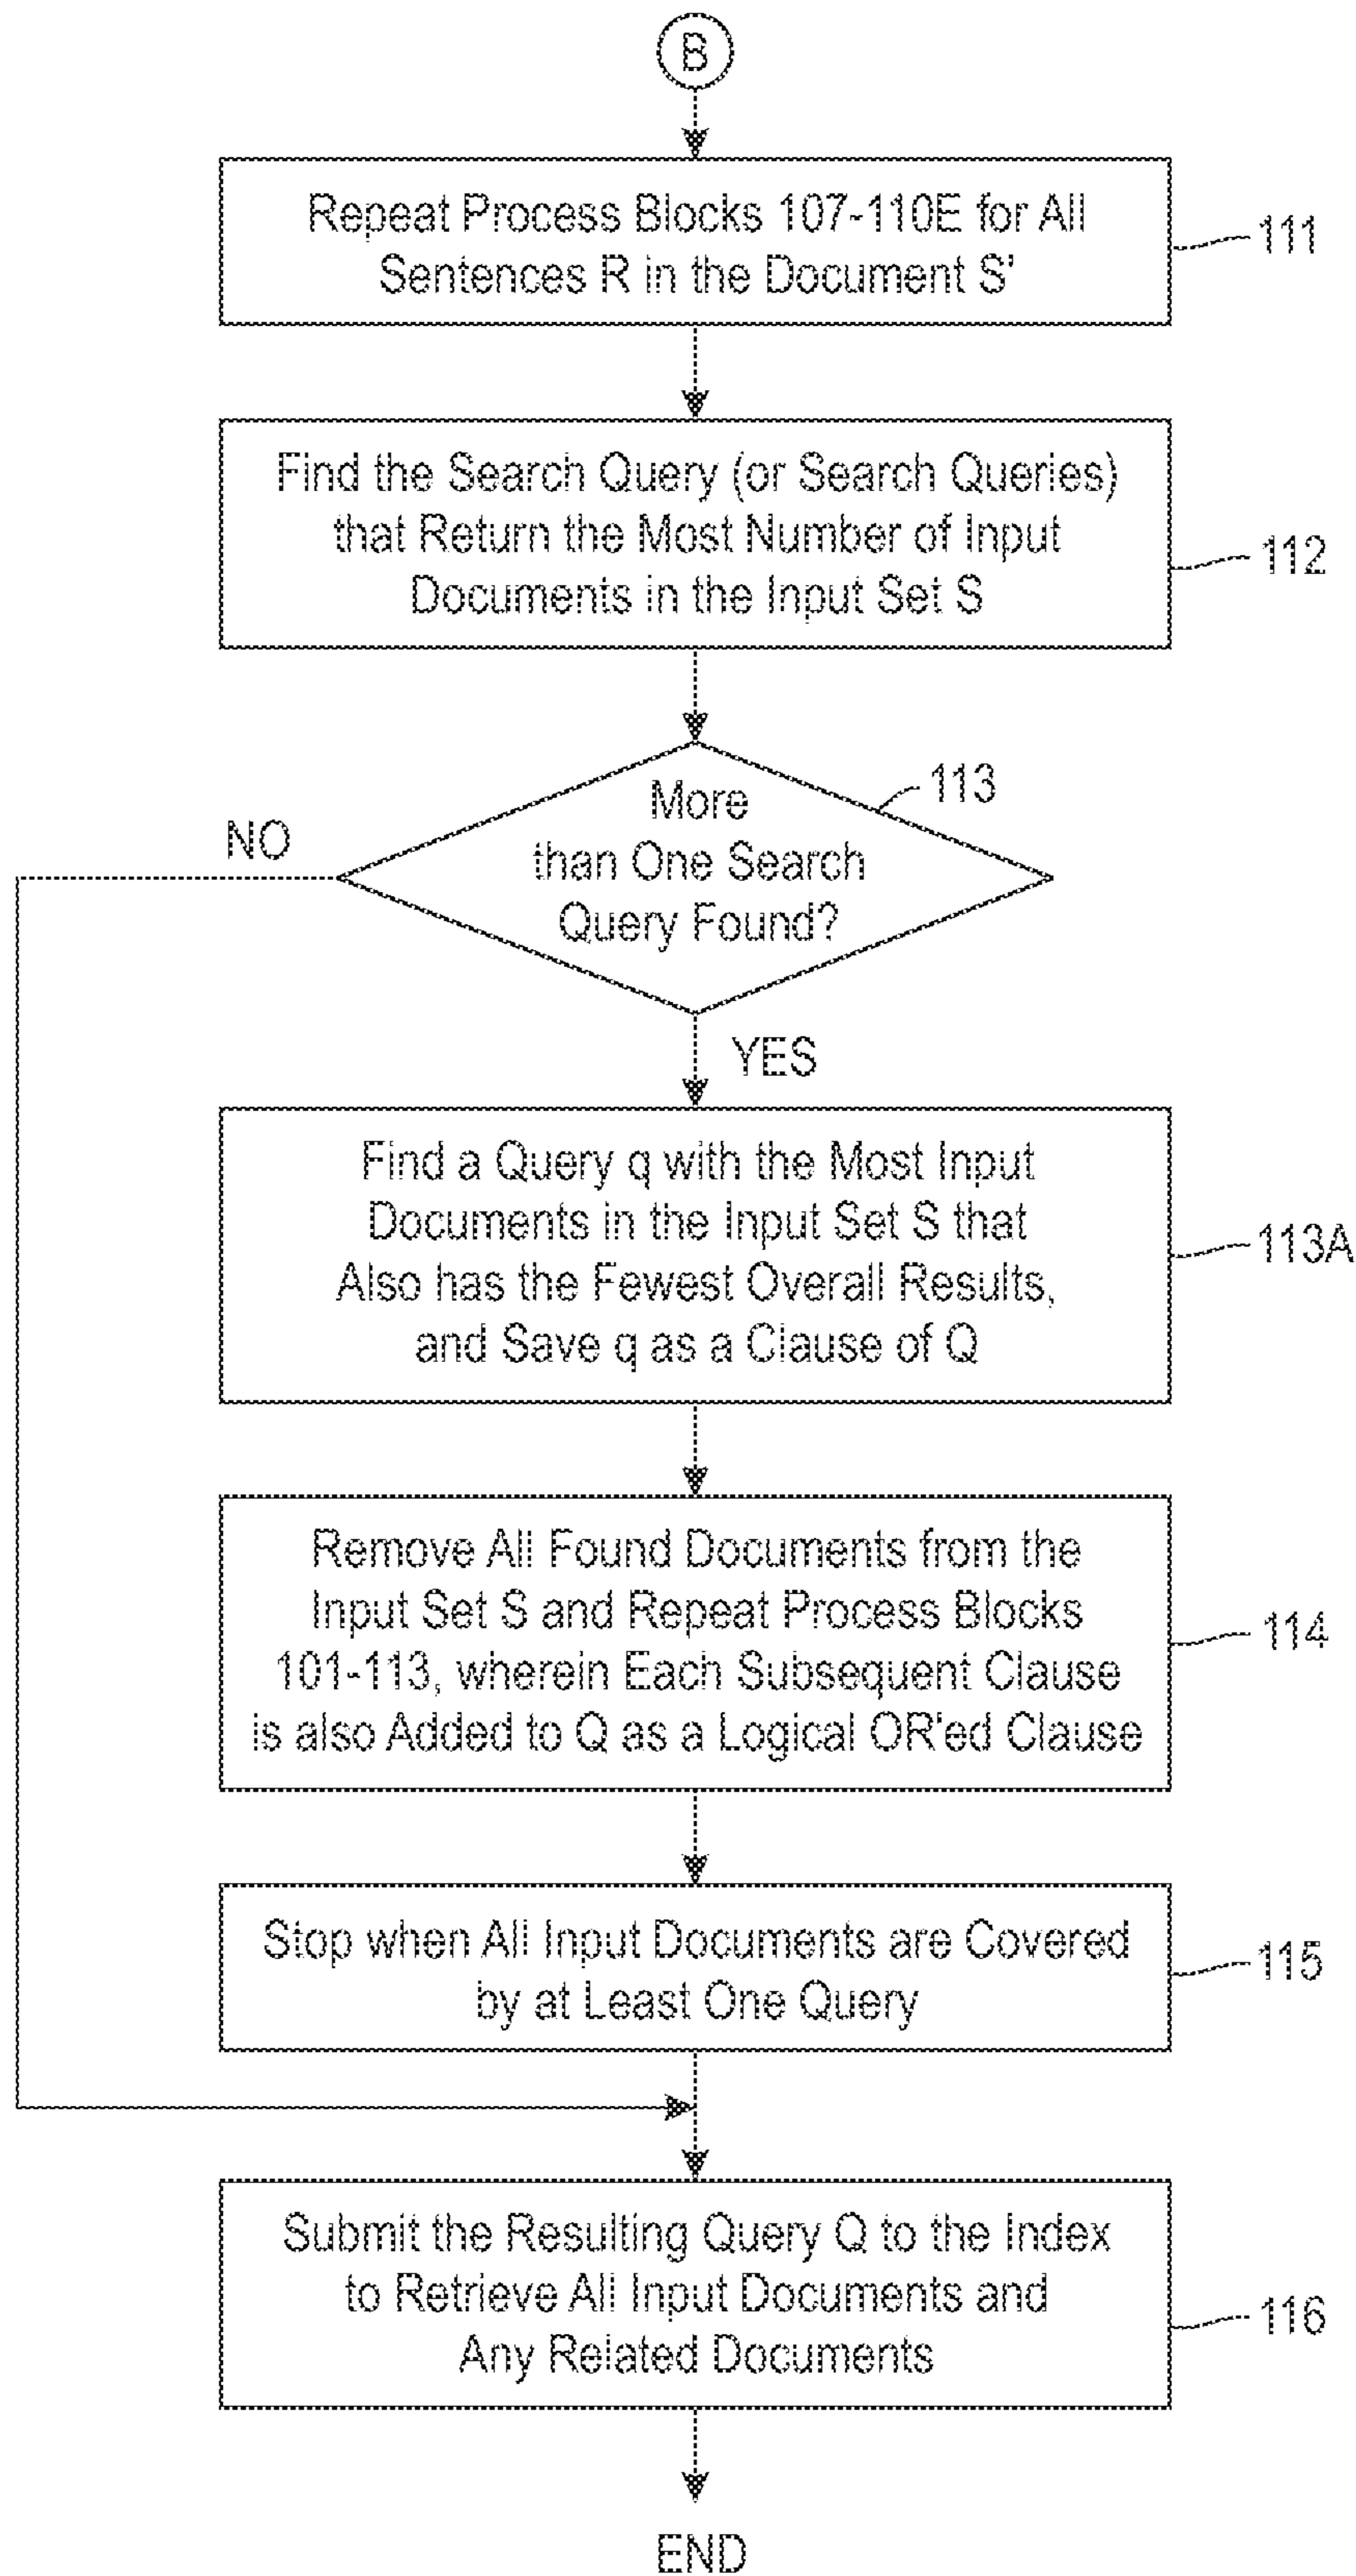 B
Repeat Process Blocks 107-110E for All
Sentences R in the Document S'
111
Find the Search Query (or Search Queries)
that Return the Most Number of Input
Documents in the Input Set S
112
More
than One Search
Query Found?
113
NO
YES
Find a Query q with the Most Input
Documents in the Input Set S that
Also has the Fewest Overall Results,
and Save q as a Clause of Q
113A
Remove All Found Documents from the
Input Set S and Repeat Process Blocks
101-113, wherein Each Subsequent Clause
is also Added to Q as a Logical OR'ed Clause
114
Stop when All Input Documents are Covered
by at Least One Query
115
Submit the Resulting Query Q to the Index
to Retrieve All Input Documents and
Any Related Documents
116
END